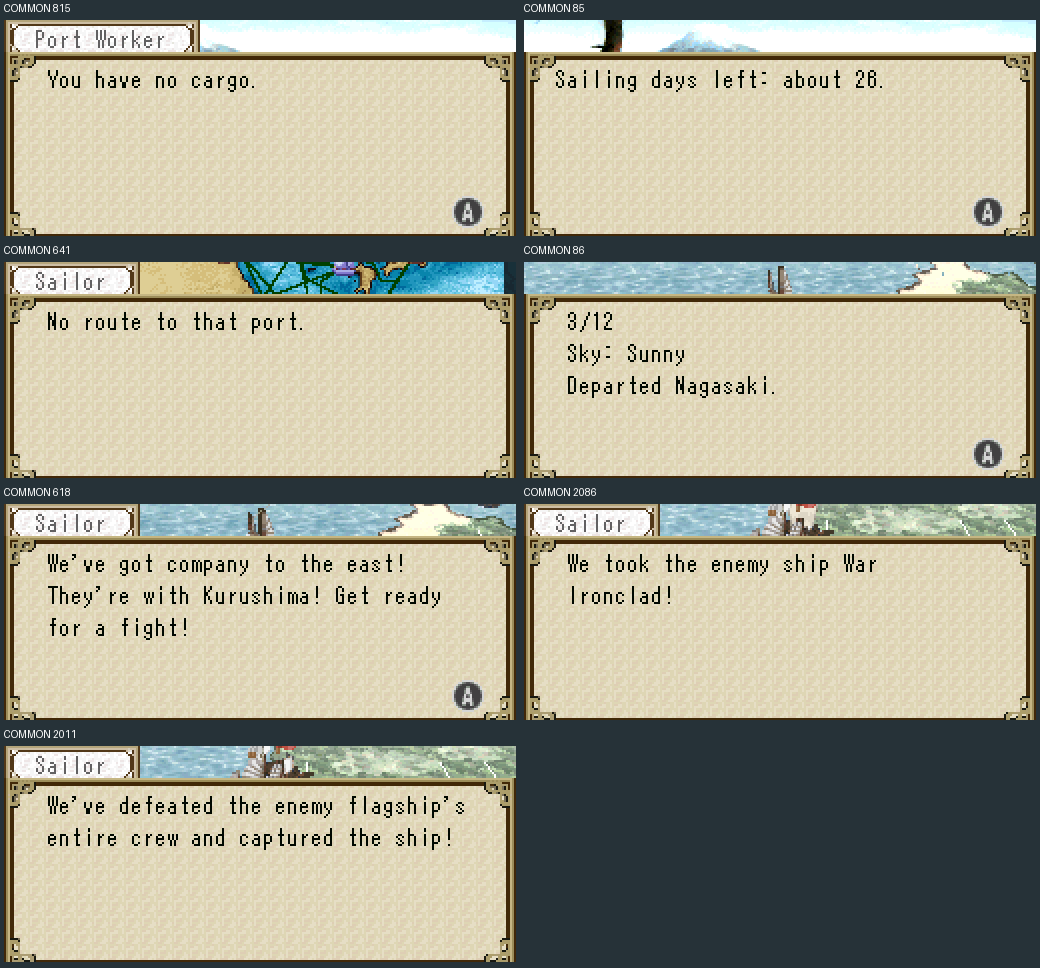 COMMON 815
Port Worker
You have no cargo.
A
COMMON 85
Sailing days left: about 26.
A
COMMON 641
Sailor
No route to that port.
COMMON 86
3/12
Sky: Sunny
Departed Nagasaki.
A
COMMON 618
Sailor
We've got company to the east!
They're with Kurushima! Get ready
for a fight!
A
COMMON 2086
Sailor
We took the enemy ship War
Ironclad!
COMMON 2011
Sailor
We've defeated the enemy flagship's
entire crew and captured the ship!